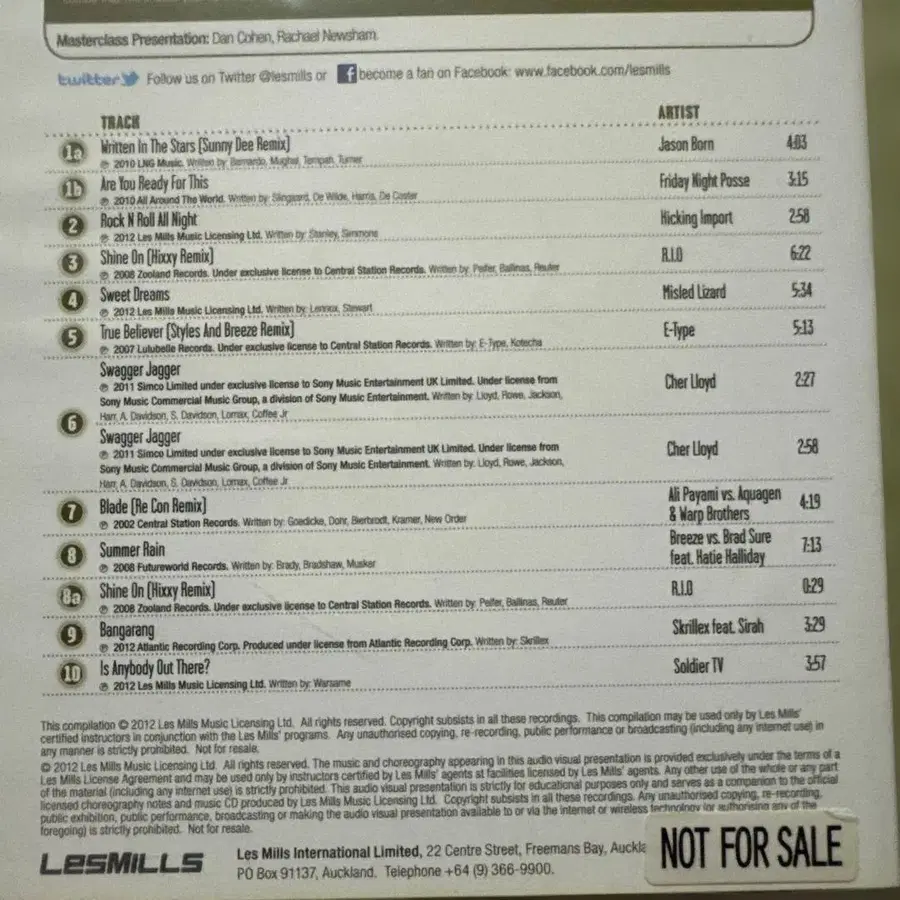 Masterclass Presentation: Dan Cohen, Rachael Newsham.
twitter Follow us on Twitter @lesmills or f become a fan on Facebook: www.facebook.com/lesmills
TRACK ARTIST
1a Written In The Stars (Sunny Dee Remix) Jason Born 4:03
℗ 2010 LNG Music. Written by: Bernardo, Mughal, Tempah, Turner
1b Are You Ready For This Friday Night Posse 3:15
℗ 2010 All Around The World. Written by: Slingaard, De Wilde, Harris, De Coster
2 Rock N Roll All Night Kicking Import 2:58
℗ 2012 Les Mills Music Licensing Ltd. Written by: Stanley, Simmons
3 Shine On (Hixxy Remix) R.I.O 6:22
℗ 2008 Zooland Records. Under exclusive license to Central Station Records. Written by: Peifer, Ballinas, Reuter
4 Sweet Dreams Misled Lizard 5:34
℗ 2012 Les Mills Music Licensing Ltd. Written by: Lennox, Stewart
5 True Believer (Styles And Breeze Remix) E-Type 5:13
℗ 2007 Lulubelle Records. Under exclusive license to Central Station Records. Written by: E-Type, Kotecha
6 Swagger Jagger Cher Lloyd 2:27
℗ 2011 Simco Limited under exclusive license to Sony Music Entertainment UK Limited. Under license from
Sony Music Commercial Music Group, a division of Sony Music Entertainment. Written by: Lloyd, Rowe, Jackson,
Harr, A. Davidson, S. Davidson, Lomax, Coffee Jr
Swagger Jagger Cher Lloyd 2:58
℗ 2011 Simco Limited under exclusive license to Sony Music Entertainment UK Limited. Under license from
Sony Music Commercial Music Group, a division of Sony Music Entertainment. Written by: Lloyd, Rowe, Jackson,
Harr, A. Davidson, S. Davidson, Lomax, Coffee Jr
7 Blade (Re Con Remix) Ali Payami vs. Aquagen & Warp Brothers 4:19
℗ 2002 Central Station Records. Written by: Goedicke, Dohr, Bierbrodt, Kramer, New Order
8 Summer Rain Breeze vs. Brad Sure feat. Katie Halliday 7:13
℗ 2008 Futureworld Records. Written by: Brady, Bradshaw, Musker
8a Shine On (Hixxy Remix) R.I.O 0:29
℗ 2008 Zooland Records. Under exclusive license to Central Station Records. Written by: Peifer, Ballinas, Reuter
9 Bangarang Skrillex feat. Sirah 3:29
℗ 2012 Atlantic Recording Corp. Produced under license from Atlantic Recording Corp. Written by: Skrillex
10 Is Anybody Out There? Soldier TV 3:57
℗ 2012 Les Mills Music Licensing Ltd. Written by: Warsame
This compilation © 2012 Les Mills Music Licensing Ltd. All rights reserved. Copyright subsists in all these recordings. This compilation may be used only by Les Mills'
certified instructors in conjunction with the Les Mills' programs. Any unauthorised copying, re-recording, public performance or broadcasting (including any internet use) in
any manner is strictly prohibited. Not for resale.
© 2012 Les Mills Music Licensing Ltd. All rights reserved. The music and choreography appearing in this audio visual presentation is provided exclusively under the terms of a
Les Mills License Agreement and may be used only by instructors certified by Les Mills' agents at facilities licensed by Les Mills' agents. Any other use of the whole or any part
of the material (including any internet use) is strictly prohibited. This audio visual presentation is strictly for educational purposes only and serves as a companion to the official
licensed choreography notes and music CD produced by Les Mills Music Licensing Ltd. Copyright subsists in all these recordings. Any unauthorised copying, re-recording,
public exhibition, public performance, broadcasting or making the audio visual presentation available to or via the internet or wireless technology (or authorising any of the
foregoing) is strictly prohibited. Not for resale.
LESMILLS Les Mills International Limited, 22 Centre Street, Freemans Bay, Auckla
PO Box 91137, Auckland. Telephone +64 (9) 366-9900.
NOT FOR SALE